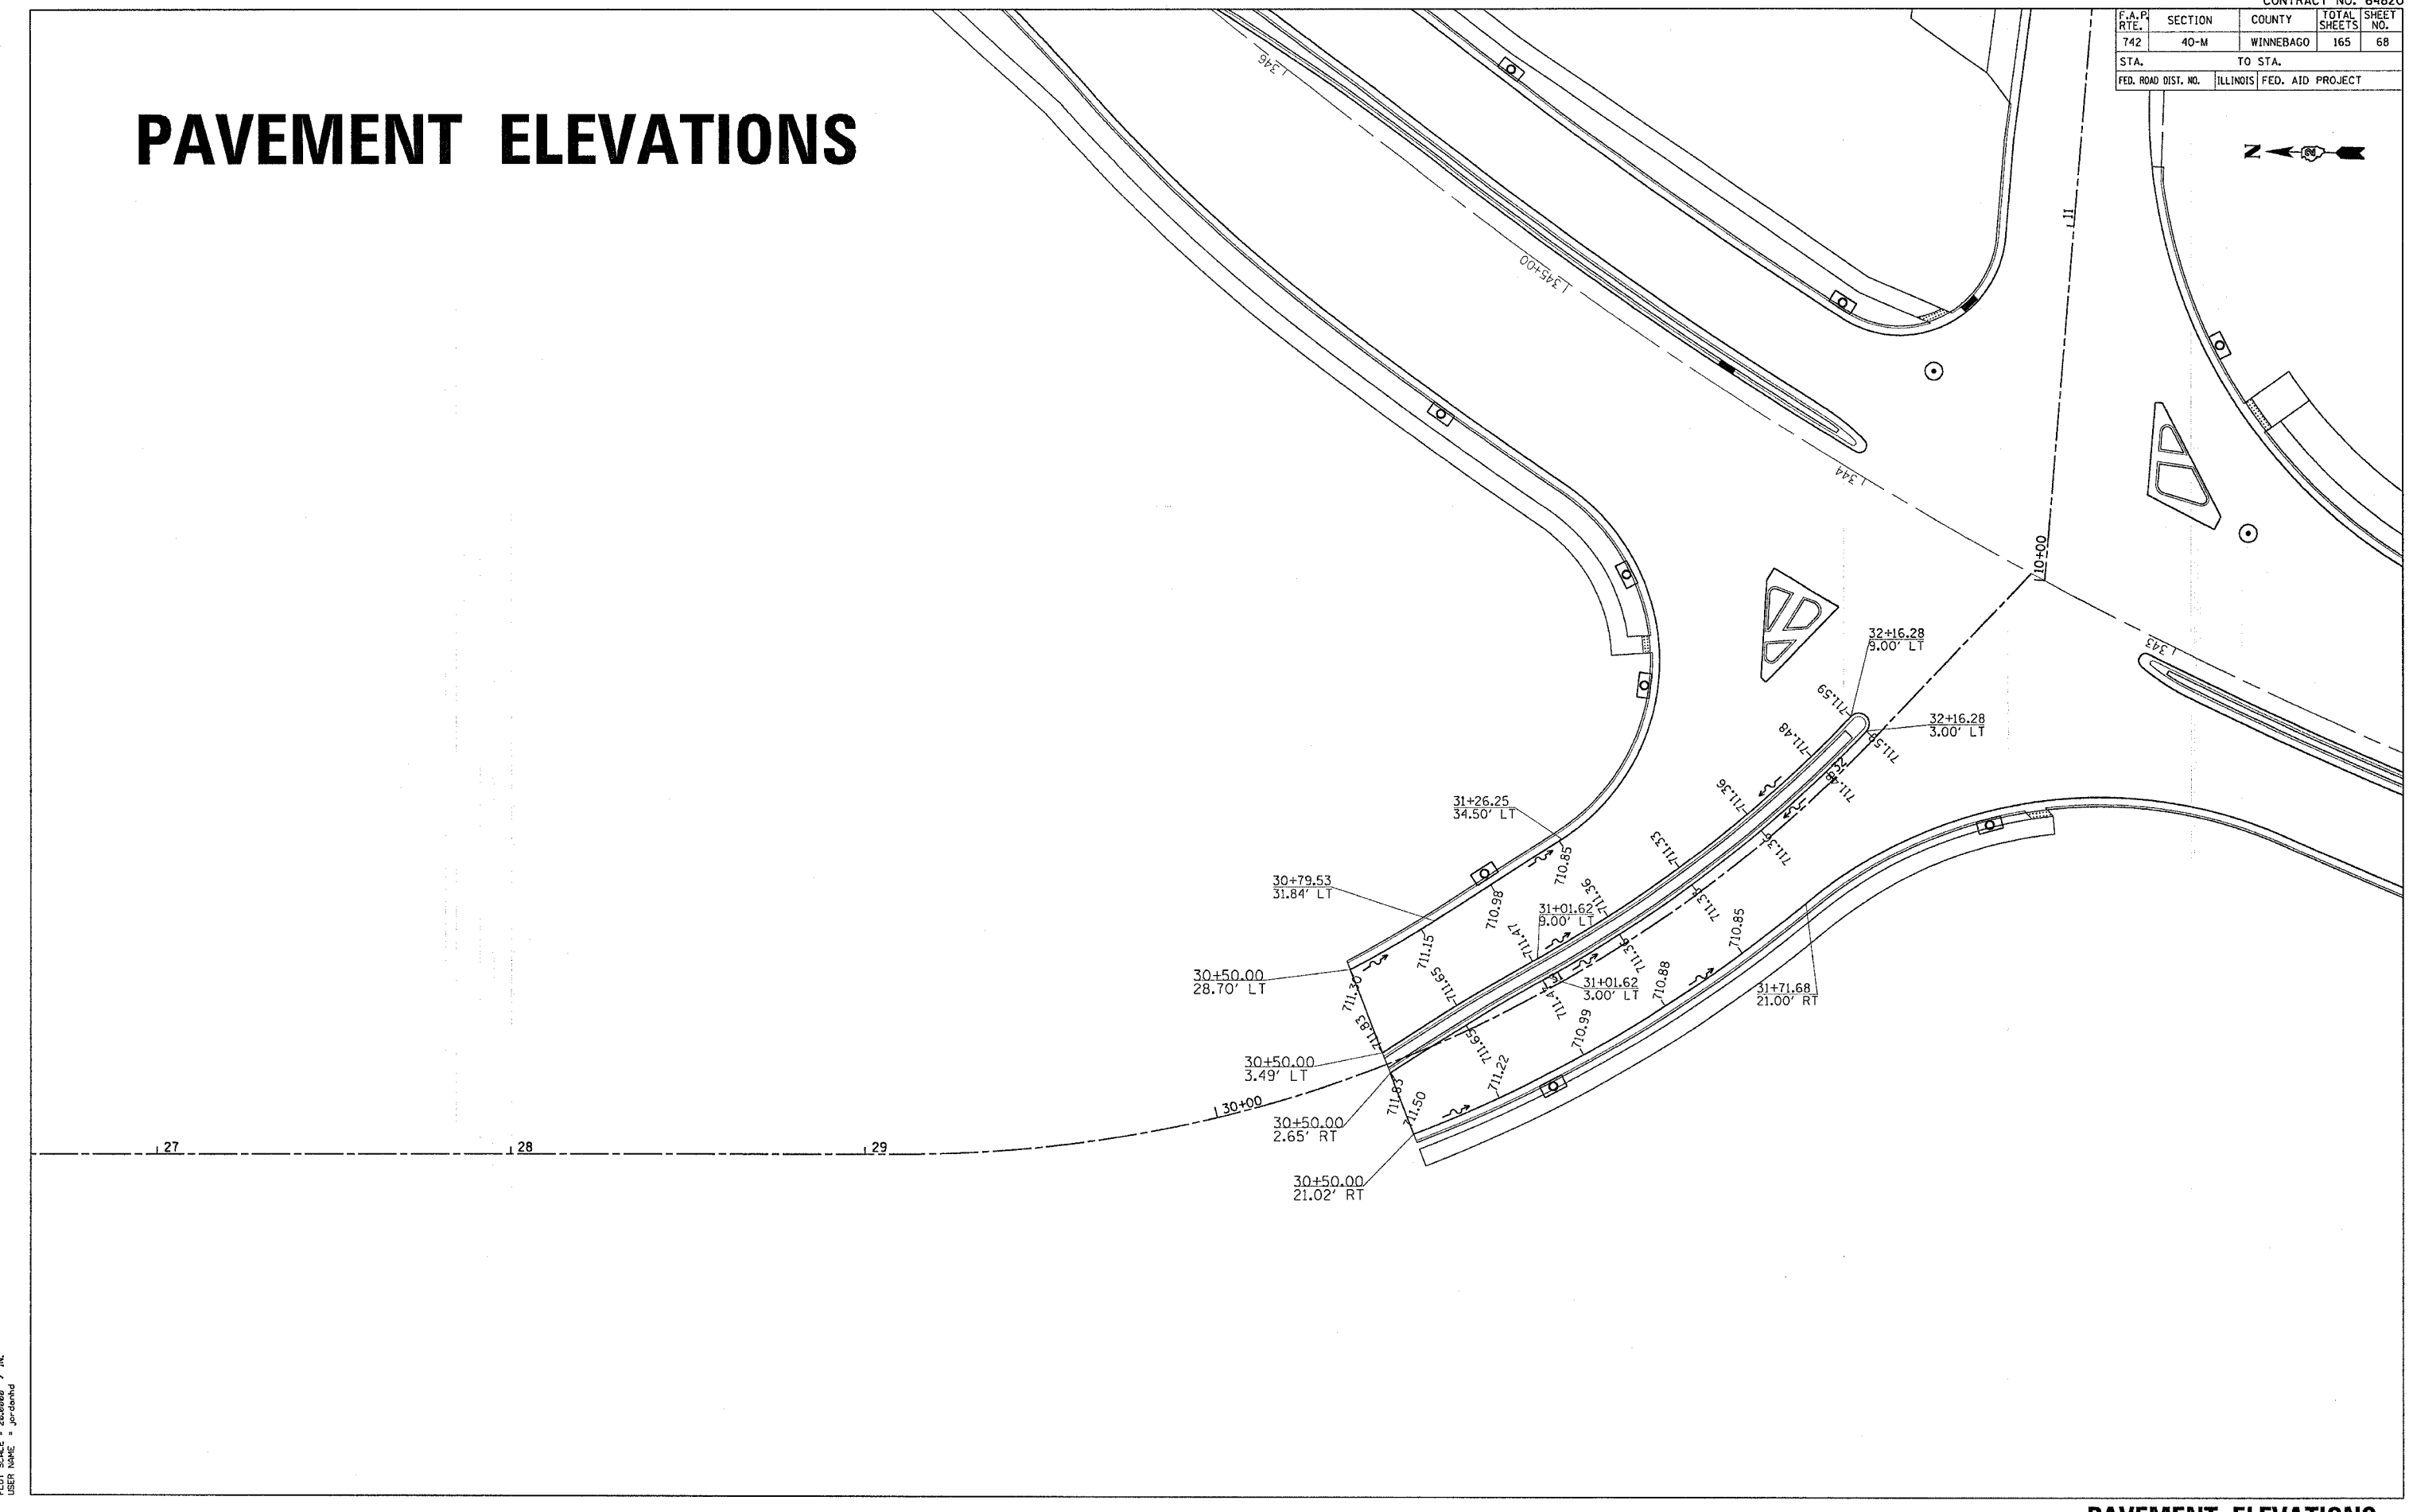 CONTRACT NO. 64820
F.A.P. RTE. SECTION COUNTY TOTAL SHEETS SHEET NO.
742 40-M WINNEBAGO 165 68
STA. TO STA.
FED. ROAD DIST. NO. ILLINOIS FED. AID PROJECT
PAVEMENT ELEVATIONS
N
2
346
11
345+00
344
10+00
343
32+16.28
9.00' LT
711.59
32+16.28
3.00' LT
711.59
711.48
32
711.48
711.36
31+26.25
34.50' LT
711.33
710.85
30+79.53
31.84' LT
710.98
711.36
31+01.62
9.00' LT
711.47
711.15
710.85
711.36
30+50.00
28.70' LT
711.30
711.65
31
31+01.62
3.00' LT
710.88
31+71.68
21.00' RT
711.83
711.65
710.99
30+50.00
3.49' LT
711.22
711.83
711.50
30+00
30+50.00
2.65' RT
27
28
29
30+50.00
21.02' RT
USER NAME = jordanhd
PAVEMENT ELEVATIONS